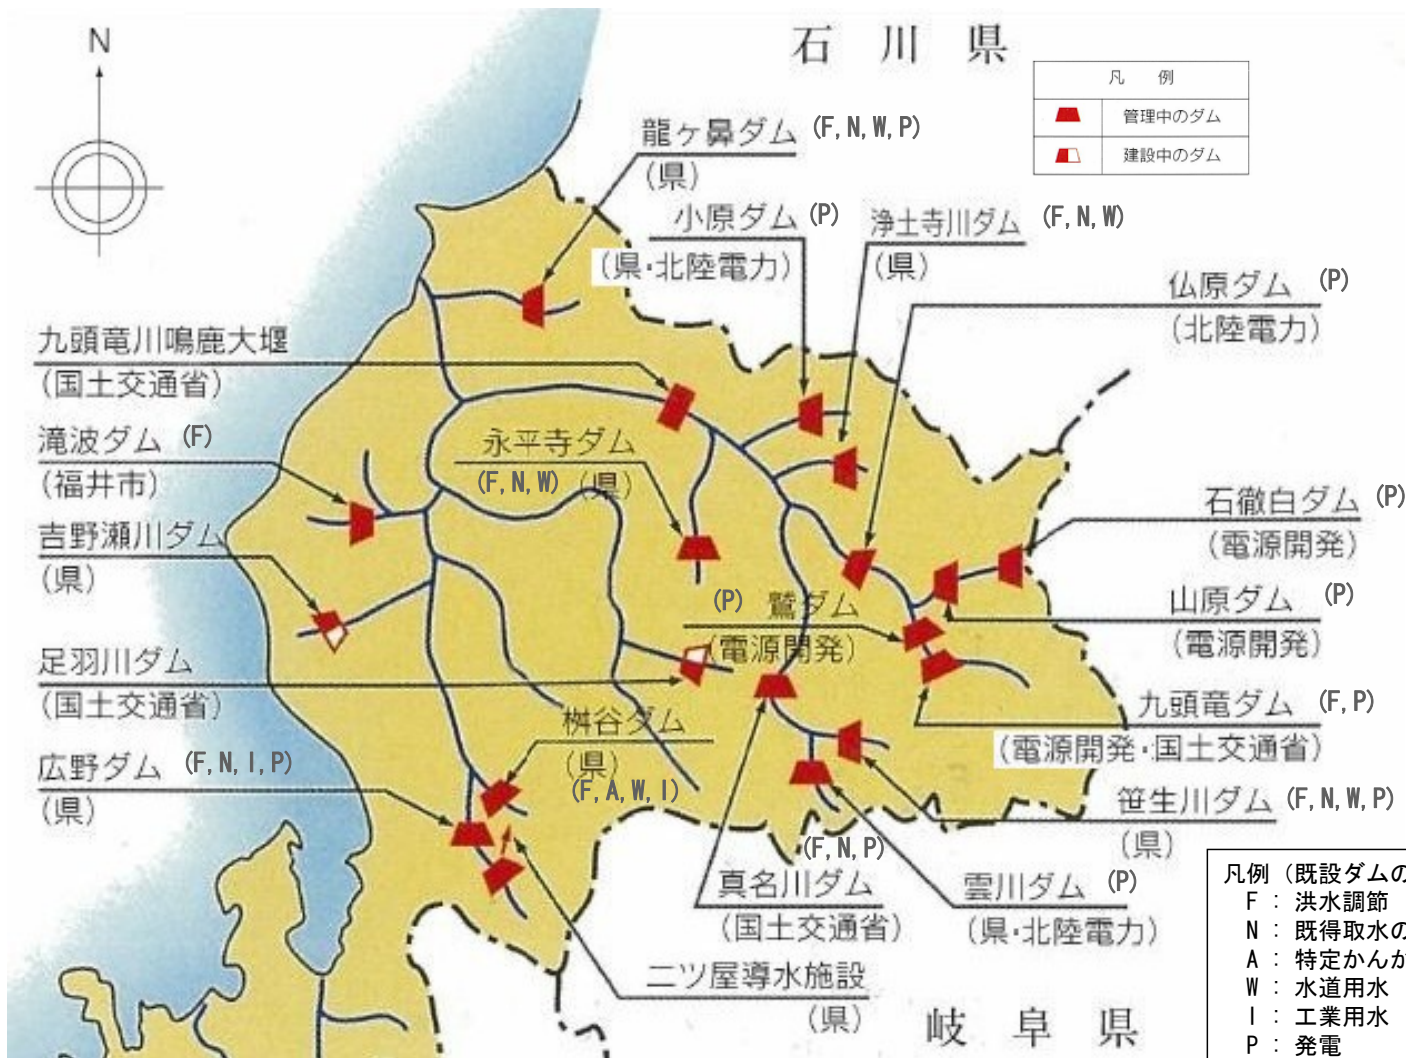 N
石川県
凡 例
管理中のダム
建設中のダム
龍ヶ鼻ダム (F, N, W, P)
(県)
小原ダム (P)
(県・北陸電力)
浄土寺川ダム (F, N, W)
(県)
仏原ダム (P)
(北陸電力)
九頭竜川鳴鹿大堰
(国土交通省)
滝波ダム (F)
(福井市)
永平寺ダム
(F, N, W) (県)
石徹白ダム (P)
(電源開発)
吉野瀬川ダム
(県)
(P) 鷲ダム
(電源開発)
山原ダム (P)
(電源開発)
足羽川ダム
(国土交通省)
九頭竜ダム (F, P)
(電源開発・国土交通省)
桝谷ダム
(県)
(F, A, W, I)
広野ダム (F, N, I, P)
(県)
笹生川ダム (F, N, W, P)
(県)
(F, N, P)
真名川ダム
(国土交通省)
雲川ダム (P)
(県・北陸電力)
二ツ屋導水施設
(県)
岐阜県
凡例（既設ダムの
F : 洪水調節
N : 既得取水の
A : 特定かんが
W : 水道用水
I : 工業用水
P : 発電